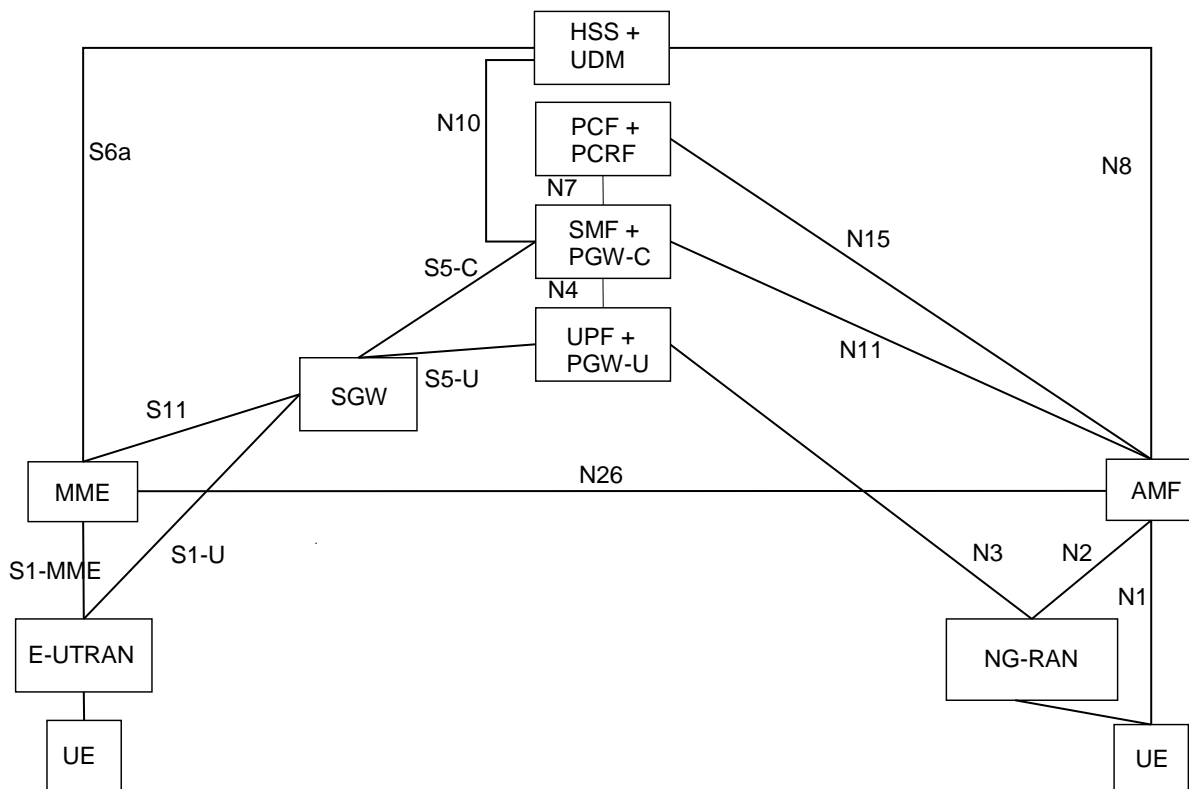 HSS +
UDM
N10
PCF +
PCRF
S6a
N8
N7
SMF +
PGW-C
N15
S5-C
N4
UPF +
PGW-U
N11
S5-U
SGW
S11
N26
MME
AMF
S1-U
N3
N2
S1-MME
N1
E-UTRAN
NG-RAN
UE
UE